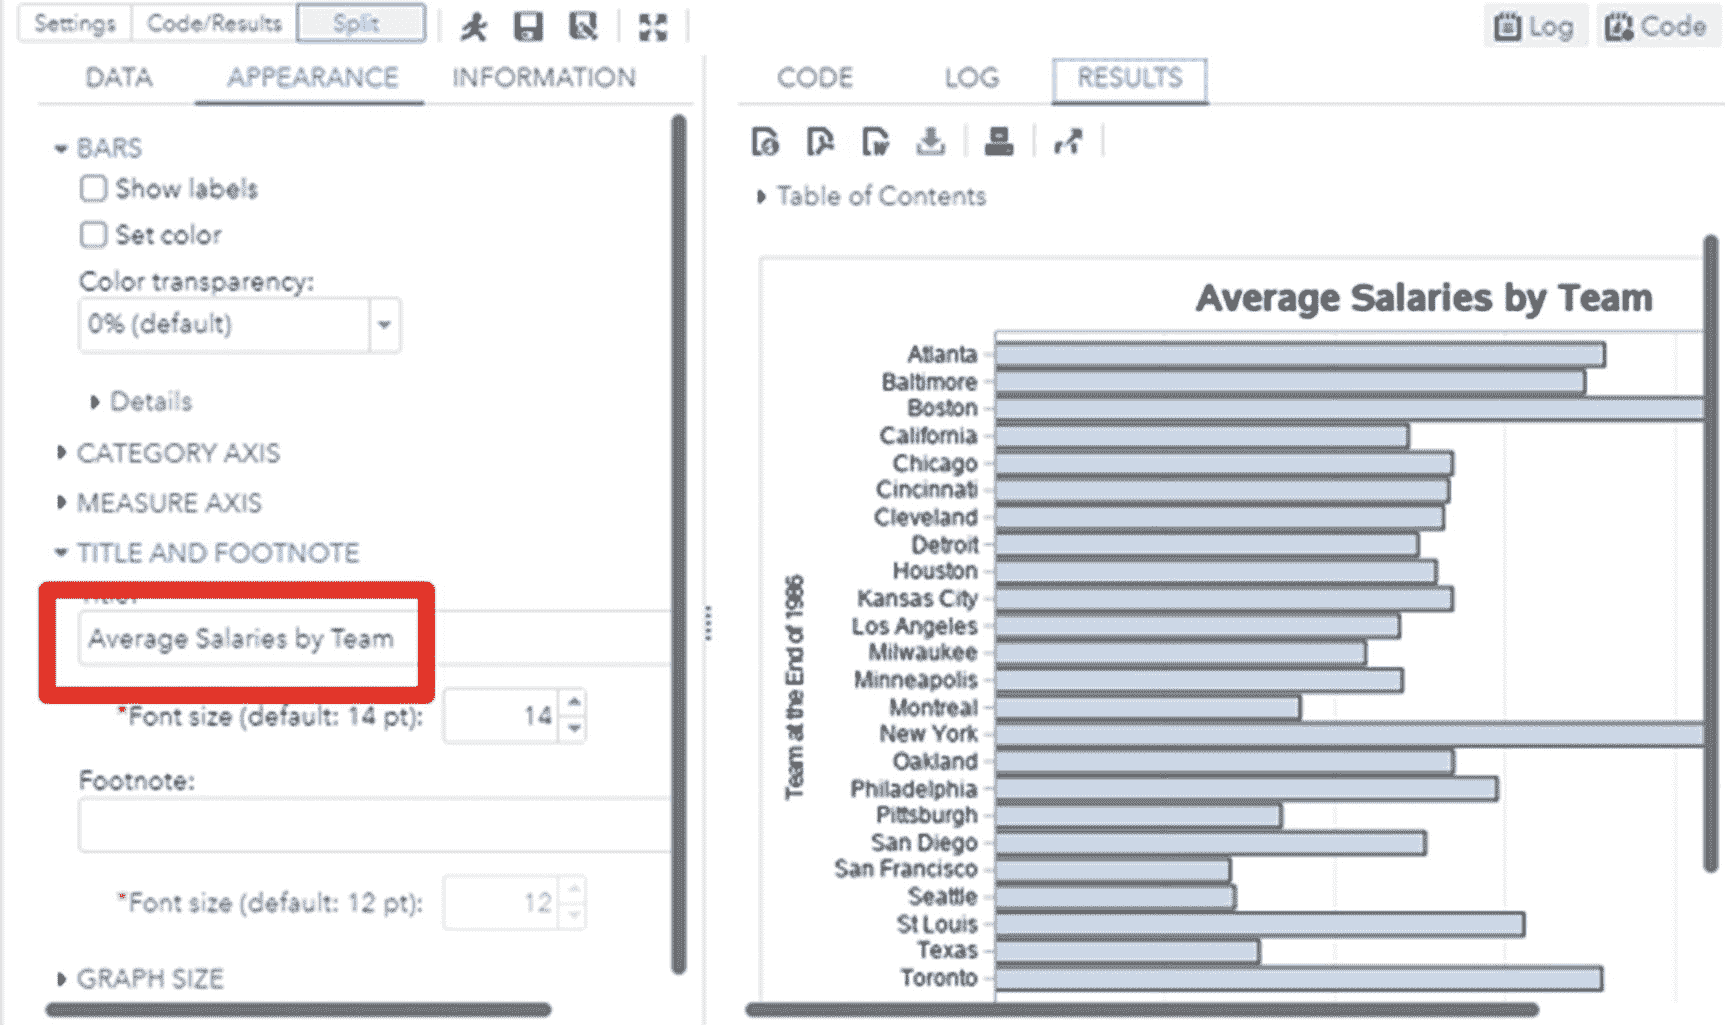 Settings Code/Results Split
Log Code
DATA APPEARANCE INFORMATION
BARS
Show labels
Set color
Color transparency:
0% (default)
Details
CATEGORY AXIS
MEASURE AXIS
TITLE AND FOOTNOTE
Average Salaries by Team
*Font size (default: 14 pt): 14
Footnote:
*Font size (default: 12 pt): 12
GRAPH SIZE
CODE LOG RESULTS
Table of Contents
Average Salaries by Team
Team at the End of 1986
Atlanta
Baltimore
Boston
California
Chicago
Cincinnati
Cleveland
Detroit
Houston
Kansas City
Los Angeles
Milwaukee
Minneapolis
Montreal
New York
Oakland
Philadelphia
Pittsburgh
San Diego
San Francisco
Seattle
St Louis
Texas
Toronto